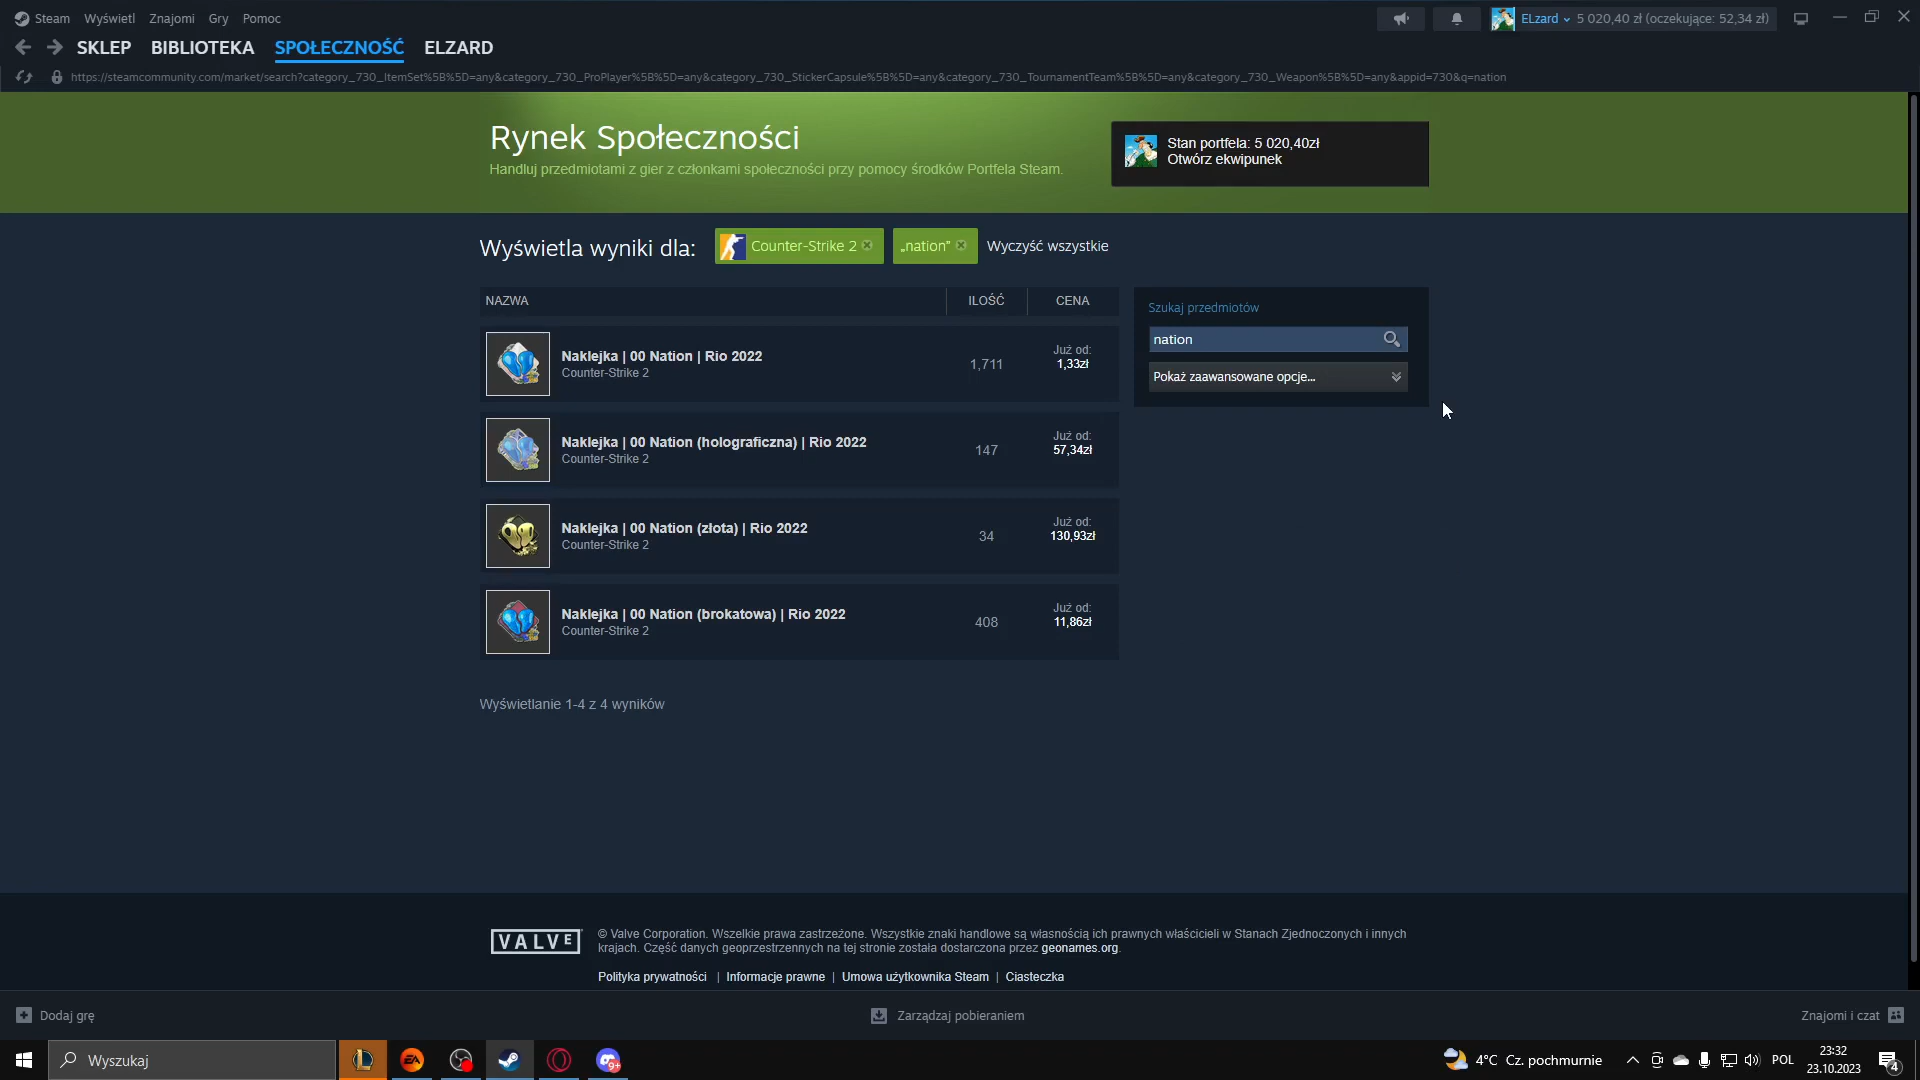 Steam Wyświetl Znajomi Gry Pomoc
ELzard 5 020,40 zł (oczekujące: 52,34 zł)
SKLEP BIBLIOTEKA SPOŁECZNOŚĆ ELZARD
https://steamcommunity.com/market/search?category_730_ItemSet%5B%5D=any&category_730_ProPlayer%5B%5D=any&category_730_StickerCapsule%5B%5D=any&category_730_TournamentTeam%5B%5D=any&category_730_Weapon%5B%5D=any&appid=730&q=nation
Rynek Społeczności
Handluj przedmiotami z gier z członkami społeczności przy pomocy środków Portfela Steam.
Stan portfela: 5 020,40zł
Otwórz ekwipunek
Wyświetla wyniki dla: Counter-Strike 2 „nation” Wyczyść wszystkie
NAZWA ILOŚĆ CENA
Naklejka | 00 Nation | Rio 2022
Counter-Strike 2
1,711
Już od:
1,33zł
Naklejka | 00 Nation (holograficzna) | Rio 2022
Counter-Strike 2
147
Już od:
57,34zł
Naklejka | 00 Nation (złota) | Rio 2022
Counter-Strike 2
34
Już od:
130,93zł
Naklejka | 00 Nation (brokatowa) | Rio 2022
Counter-Strike 2
408
Już od:
11,86zł
Szukaj przedmiotów
nation
Pokaż zaawansowane opcje...
Wyświetlanie 1-4 z 4 wyników
VALVE
© Valve Corporation. Wszelkie prawa zastrzeżone. Wszystkie znaki handlowe są własnością ich prawnych właścicieli w Stanach Zjednoczonych i innych
krajach. Część danych geoprzestrzennych na tej stronie została dostarczona przez geonames.org.
Polityka prywatności | Informacje prawne | Umowa użytkownika Steam | Ciasteczka
Dodaj grę
Zarządzaj pobieraniem
Znajomi i czat
Wyszukaj
EA
9+
4°C Cz. pochmurnie
POL
23:32
23.10.2023
4